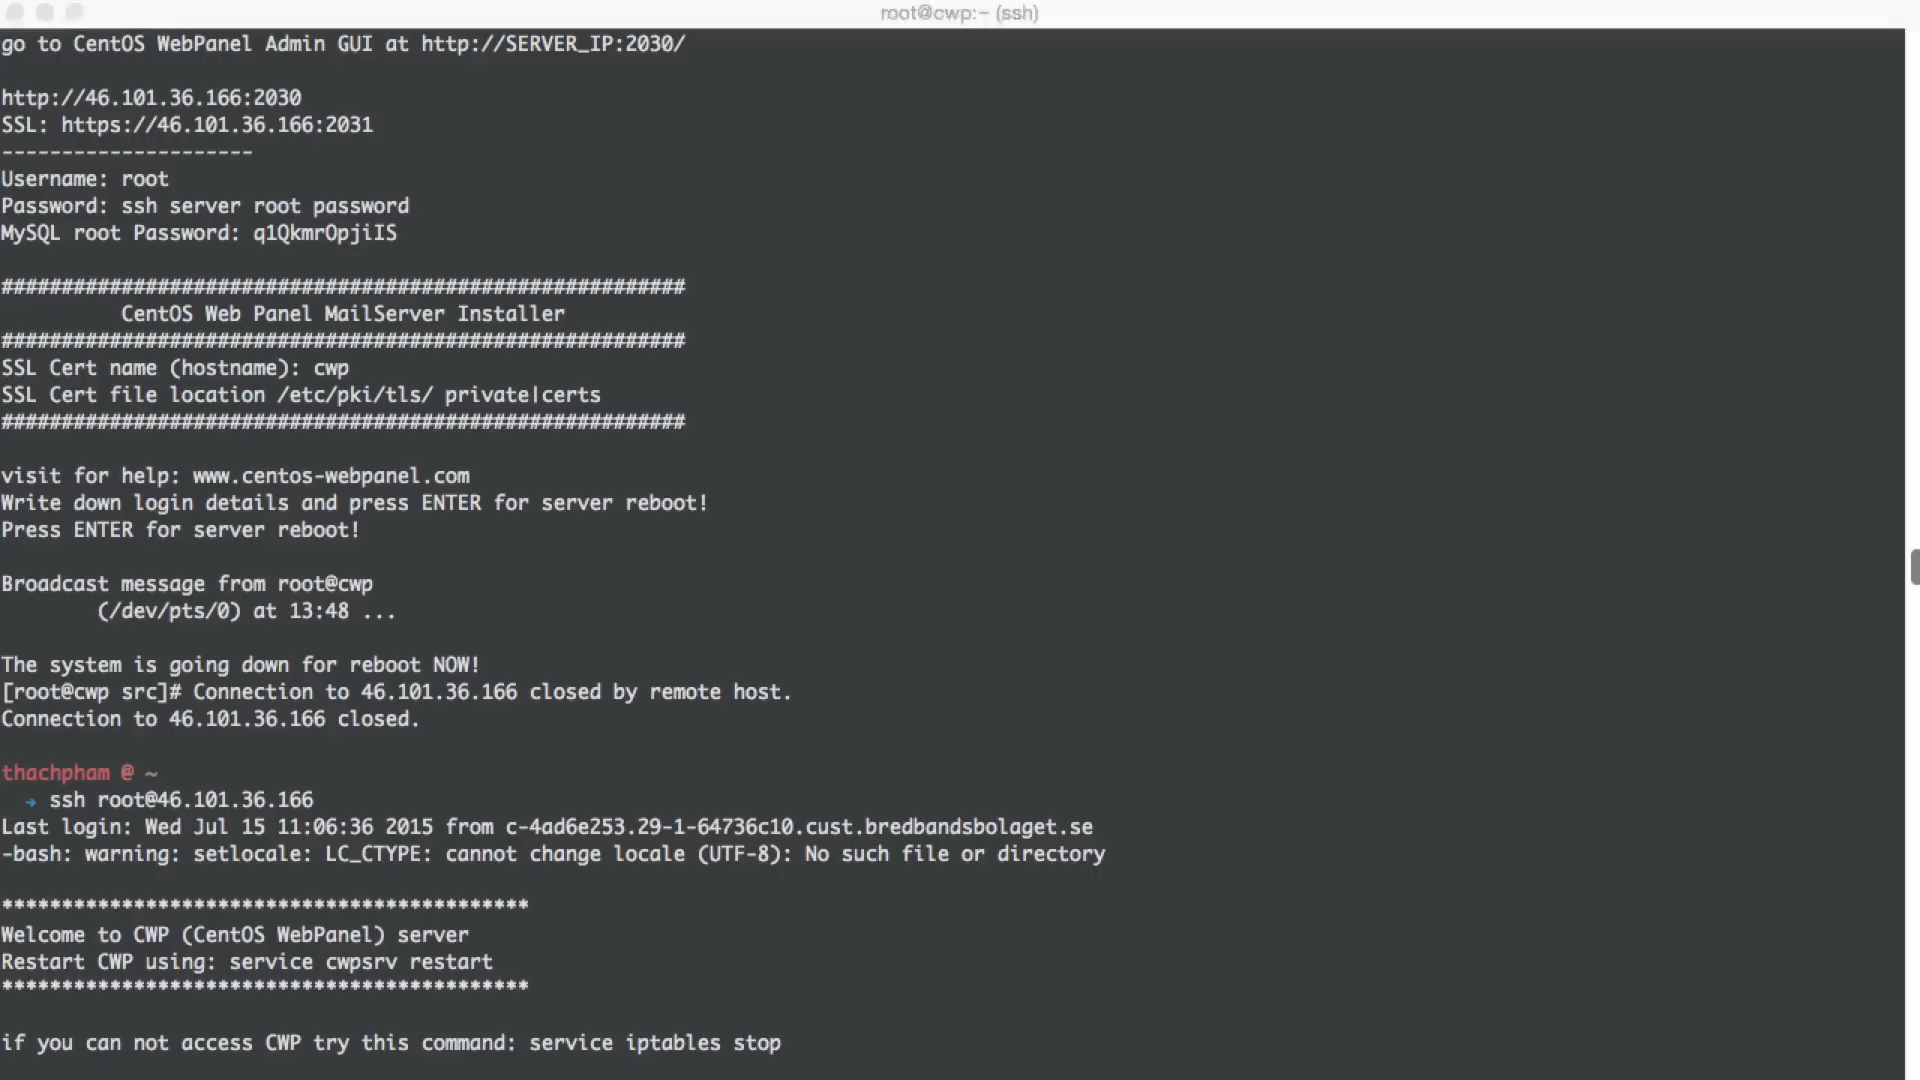 root@cwp:~ (ssh)
go to CentOS WebPanel Admin GUI at http://SERVER_IP:2030/
http://46.101.36.166:2030
SSL: https://46.101.36.166:2031
---------------------
Username: root
Password: ssh server root password
MySQL root Password: q1QkmrOpjiIS
#########################################################
CentOS Web Panel MailServer Installer
#########################################################
SSL Cert name (hostname): cwp
SSL Cert file location /etc/pki/tls/ private|certs
#########################################################
visit for help: www.centos-webpanel.com
Write down login details and press ENTER for server reboot!
Press ENTER for server reboot!
Broadcast message from root@cwp
(/dev/pts/0) at 13:48 ...
The system is going down for reboot NOW!
[root@cwp src]# Connection to 46.101.36.166 closed by remote host.
Connection to 46.101.36.166 closed.
thachpham @ ~
➜ ssh root@46.101.36.166
Last login: Wed Jul 15 11:06:36 2015 from c-4ad6e253.29-1-64736c10.cust.bredbandsbolaget.se
-bash: warning: setlocale: LC_CTYPE: cannot change locale (UTF-8): No such file or directory
********************************************
Welcome to CWP (CentOS WebPanel) server
Restart CWP using: service cwpsrv restart
********************************************
if you can not access CWP try this command: service iptables stop